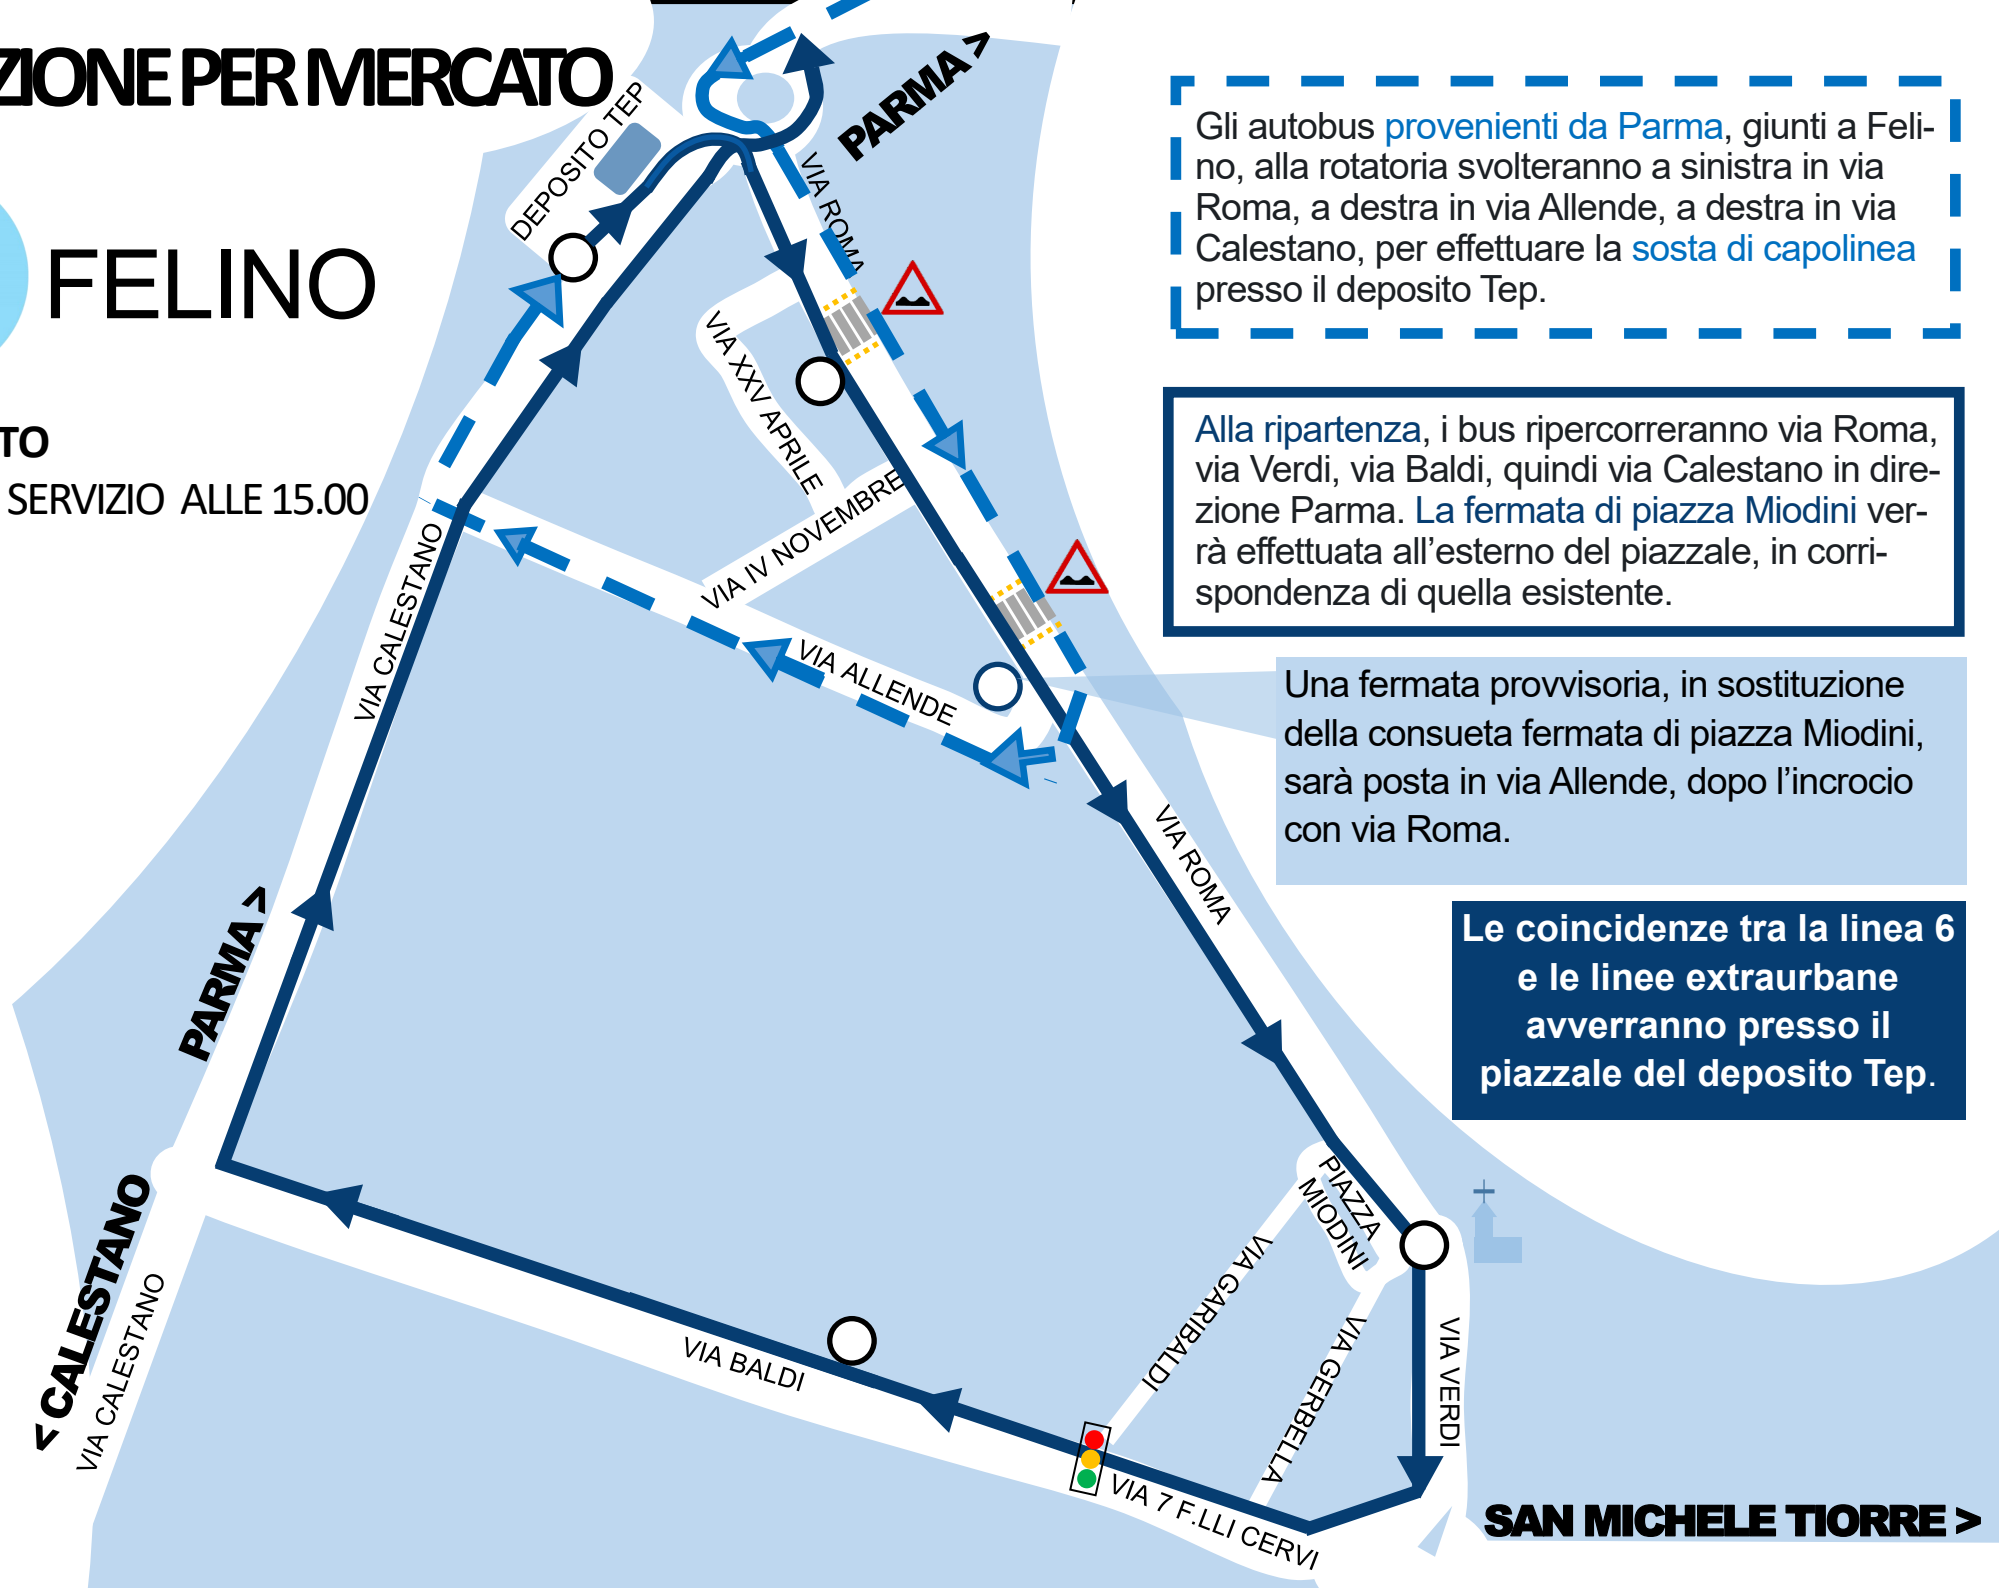 ZIONE PER MERCATO
FELINO
TO
SERVIZIO ALLE 15.00
DEPOSITO TEP
PARMA >
VIA ROMA
VIA XXV APRILE
VIA IV NOVEMBRE
VIA ALLENDE
VIA CALESTANO
VIA ROMA
PARMA >
< CALESTANO
VIA CALESTANO
VIA BALDI
PIAZZA
MIODINI
VIA GARIBALDI
VIA GERBELLA
VIA VERDI
VIA 7 F.LLI CERVI
SAN MICHELE TIORRE >
Gli autobus provenienti da Parma, giunti a Feli-
no, alla rotatoria svolteranno a sinistra in via
Roma, a destra in via Allende, a destra in via
Calestano, per effettuare la sosta di capolinea
presso il deposito Tep.
Alla ripartenza, i bus ripercorreranno via Roma,
via Verdi, via Baldi, quindi via Calestano in dire-
zione Parma. La fermata di piazza Miodini ver-
rà effettuata all’esterno del piazzale, in corri-
spondenza di quella esistente.
Una fermata provvisoria, in sostituzione
della consueta fermata di piazza Miodini,
sarà posta in via Allende, dopo l’incrocio
con via Roma.
Le coincidenze tra la linea 6
e le linee extraurbane
avverranno presso il
piazzale del deposito Tep.